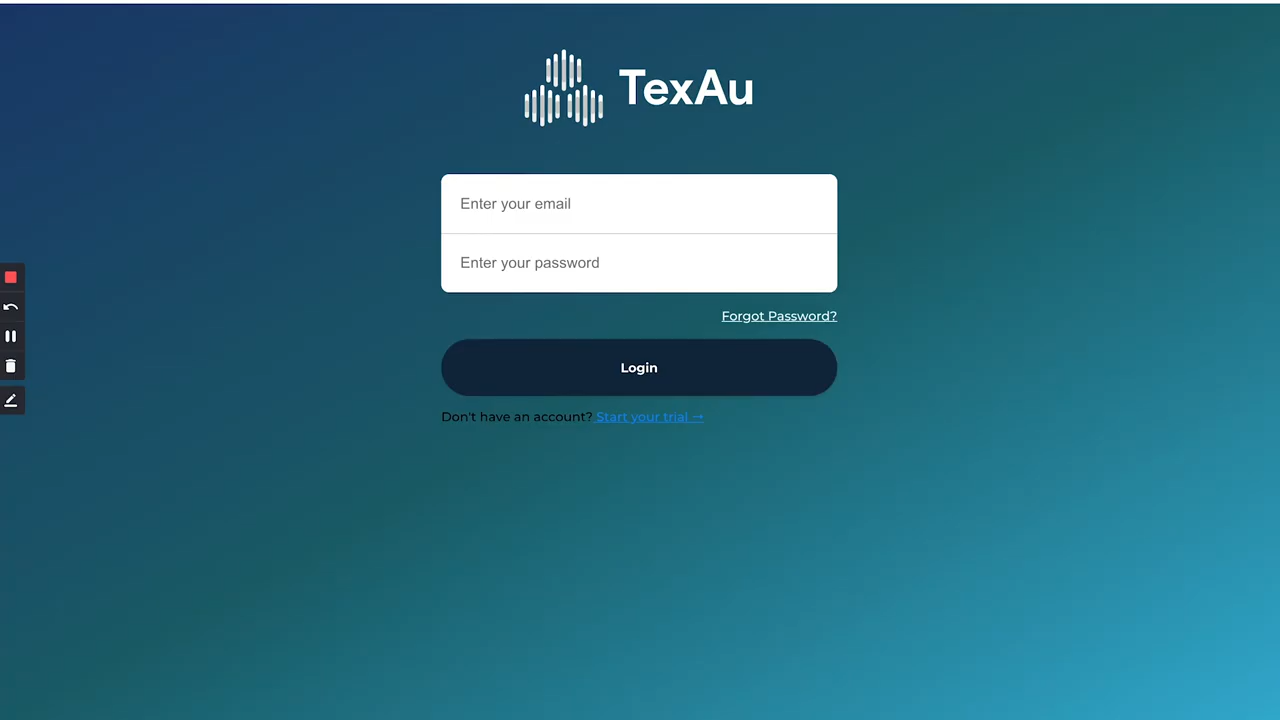 TexAu
Enter your email
Enter your password
Forgot Password?
Login
Don't have an account? Start your trial →